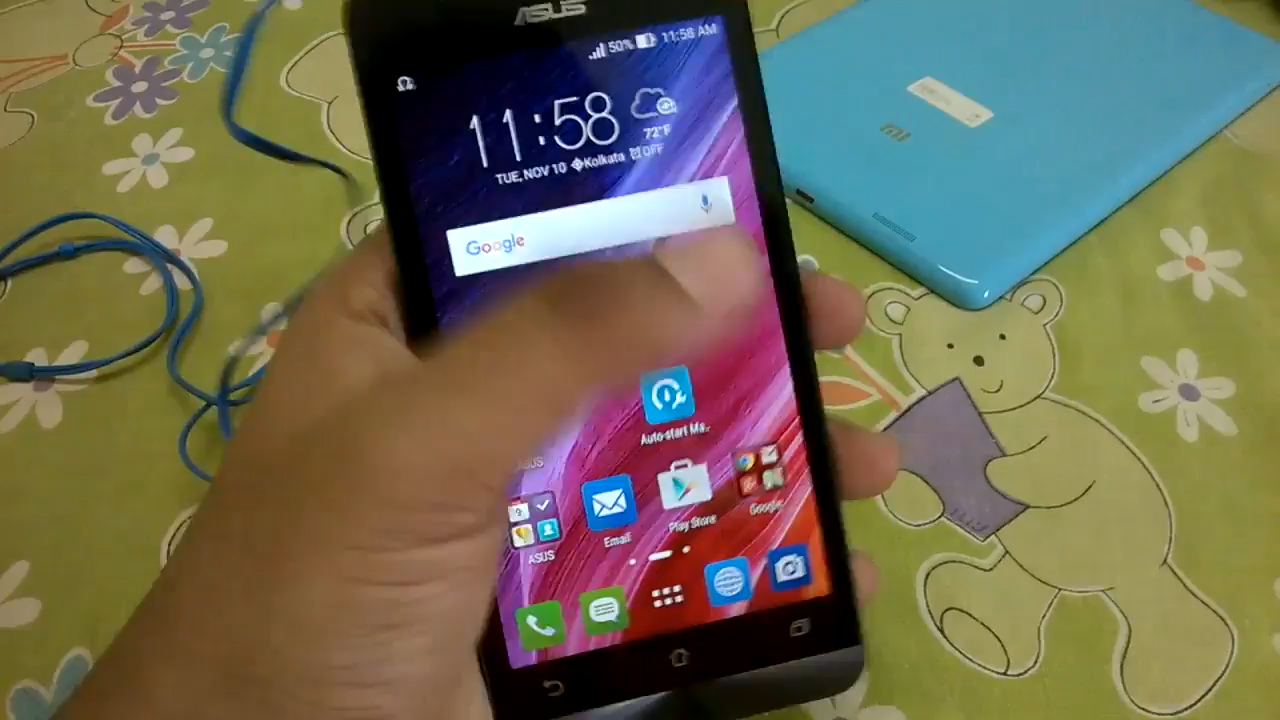 ASUS
50% 11:58 AM
11:58
72°F
TUE, NOV 10 Kolkata OFF
Google
mi
Auto-start Ma..
ASUS
Play Store
Google
Email
ASUS